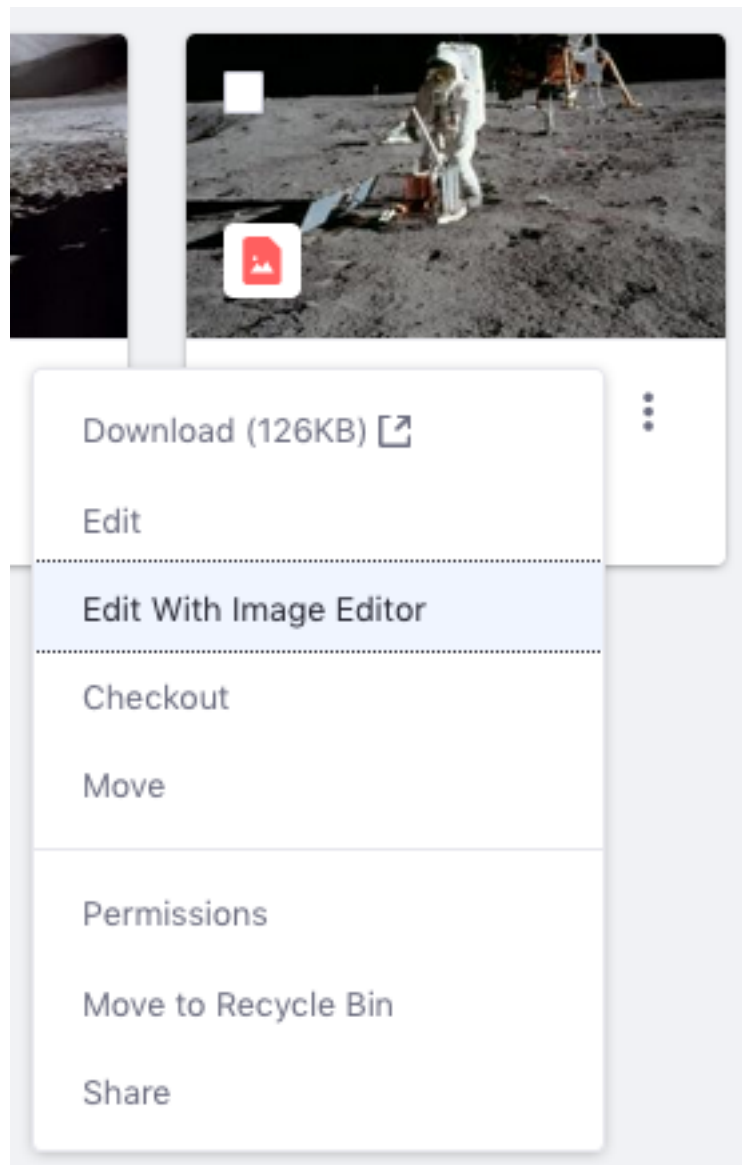 Download (126KB)
Edit
Edit With Image Editor
Checkout
Move
Permissions
Move to Recycle Bin
Share